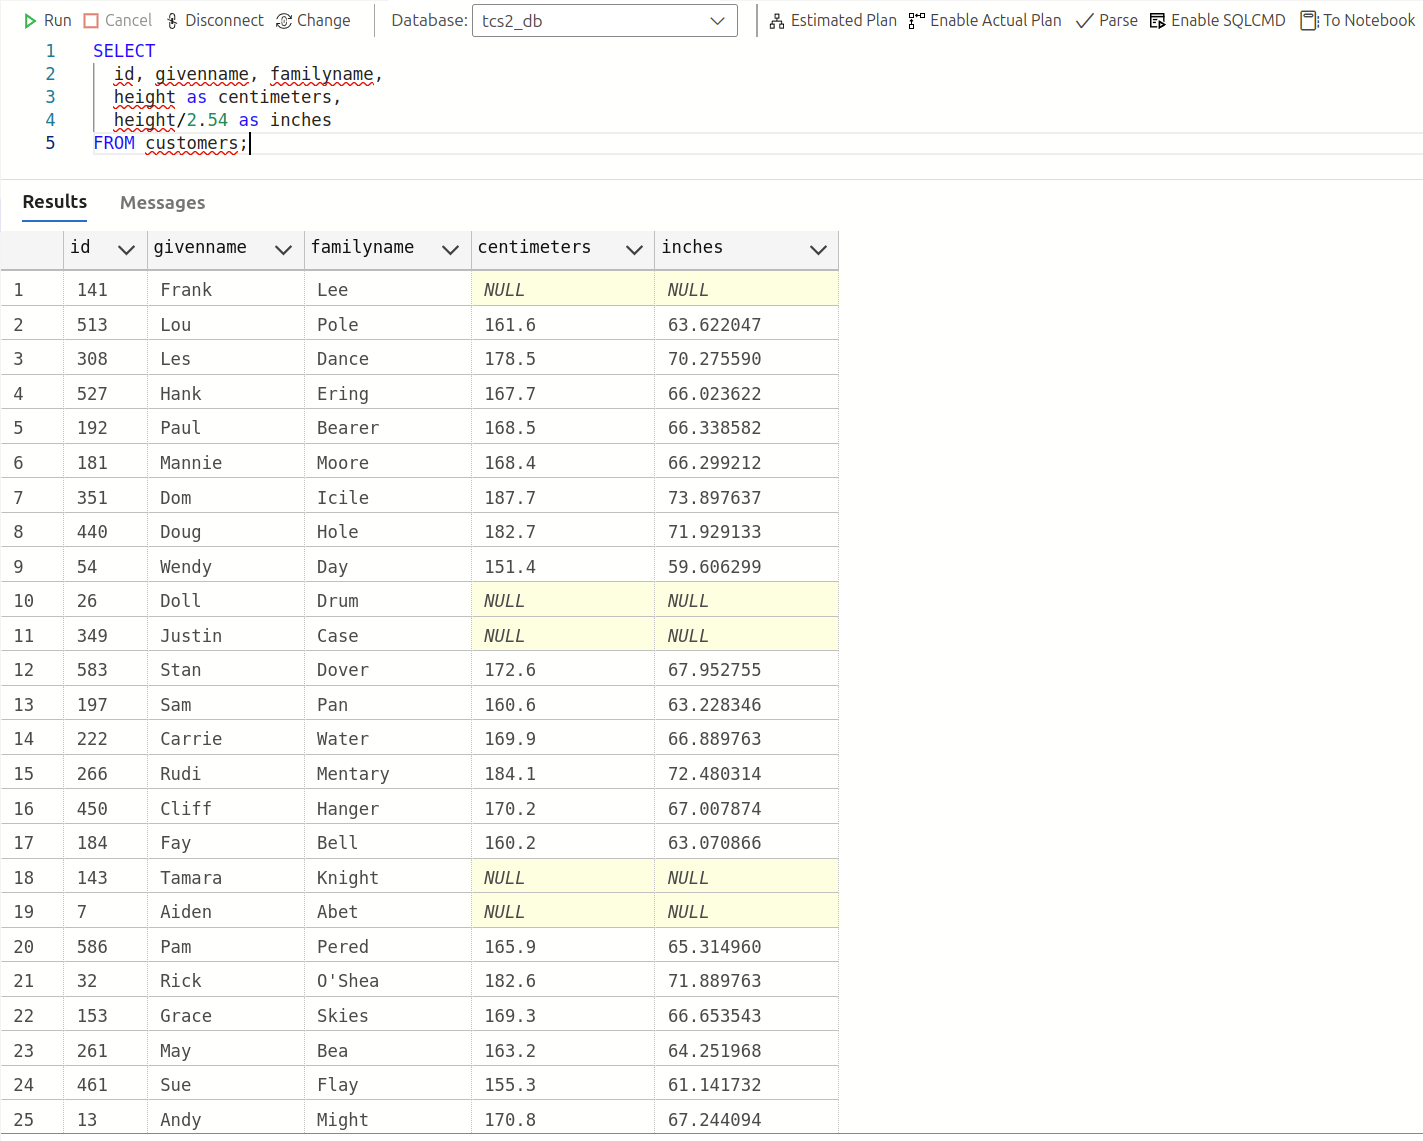 Run Cancel Disconnect Change Database: tcs2_db Estimated Plan Enable Actual Plan Parse Enable SQLCMD To Notebook
1 SELECT
2 id, givenname, familyname,
3 height as centimeters,
4 height/2.54 as inches
5 FROM customers;
Results Messages
id givenname familyname centimeters inches
1 141 Frank Lee NULL NULL
2 513 Lou Pole 161.6 63.622047
3 308 Les Dance 178.5 70.275590
4 527 Hank Ering 167.7 66.023622
5 192 Paul Bearer 168.5 66.338582
6 181 Mannie Moore 168.4 66.299212
7 351 Dom Icile 187.7 73.897637
8 440 Doug Hole 182.7 71.929133
9 54 Wendy Day 151.4 59.606299
10 26 Doll Drum NULL NULL
11 349 Justin Case NULL NULL
12 583 Stan Dover 172.6 67.952755
13 197 Sam Pan 160.6 63.228346
14 222 Carrie Water 169.9 66.889763
15 266 Rudi Mentary 184.1 72.480314
16 450 Cliff Hanger 170.2 67.007874
17 184 Fay Bell 160.2 63.070866
18 143 Tamara Knight NULL NULL
19 7 Aiden Abet NULL NULL
20 586 Pam Pered 165.9 65.314960
21 32 Rick O'Shea 182.6 71.889763
22 153 Grace Skies 169.3 66.653543
23 261 May Bea 163.2 64.251968
24 461 Sue Flay 155.3 61.141732
25 13 Andy Might 170.8 67.244094